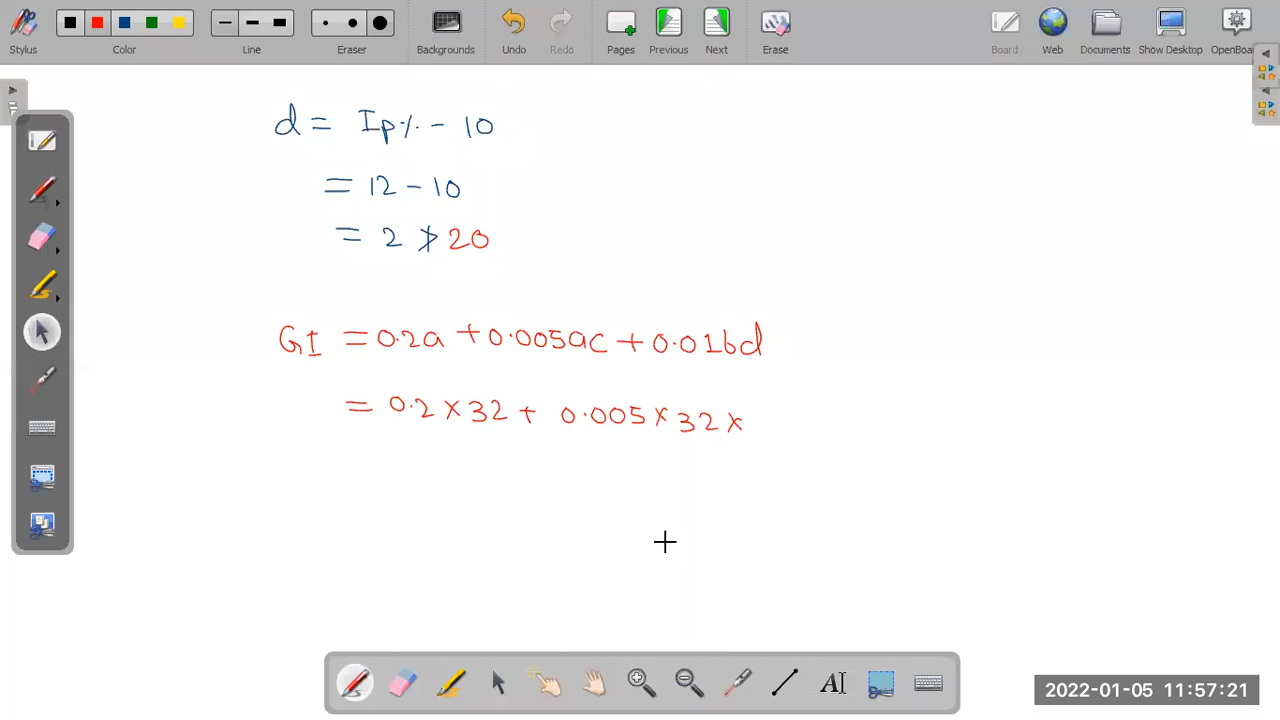 Stylus Color Line Eraser Backgrounds Undo Redo Pages Previous Next Erase Board Web Documents Show Desktop OpenBoa
d = Ip% - 10
= 12 - 10
= 2 ≯ 20
GI = 0.2a + 0.005ac + 0.01bd
= 0.2 × 32 + 0.005 × 32 ×
2022-01-05 11:57:21